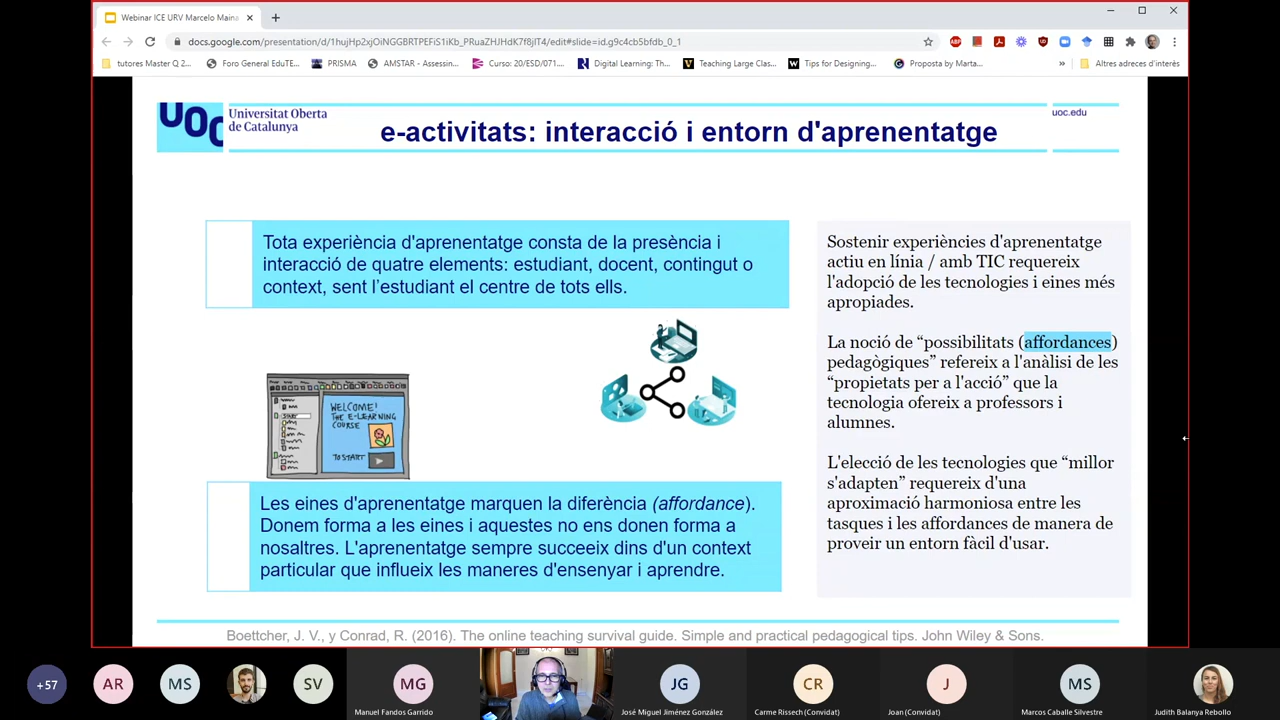 Webinar ICE URV Marcelo Maina
docs.google.com/presentation/d/1hujHp2xjOiNGGBRTPEFiS1iKb_PRuaZHJHdK7f8jIT4/edit#slide=id.g9c4cb5bfdb_0_1
tutores Master Q 2...
Foro General EduTE...
PRISMA
AMSTAR - Assessin...
Curso: 20/ESD/071...
Digital Learning: Th...
Teaching Large Clas...
Tips for Designing...
Proposta by Marta...
»
Altres adreces d'interès
UOC
Universitat Oberta
de Catalunya
e-activitats: interacció i entorn d'aprenentatge
uoc.edu
Tota experiència d'aprenentatge consta de la presència i
interacció de quatre elements: estudiant, docent, contingut o
context, sent l’estudiant el centre de tots ells.
WELCOME!
THE E-LEARNING
COURSE
TO START
Les eines d'aprenentatge marquen la diferència (affordance).
Donem forma a les eines i aquestes no ens donen forma a
nosaltres. L'aprenentatge sempre succeeix dins d'un context
particular que influeix les maneres d'ensenyar i aprendre.
Sostenir experiències d'aprenentatge
actiu en línia / amb TIC requereix
l'adopció de les tecnologies i eines més
apropiades.
La noció de “possibilitats (affordances)
pedagògiques” refereix a l'anàlisi de les
“propietats per a l'acció” que la
tecnologia ofereix a professors i
alumnes.
L'elecció de les tecnologies que “millor
s'adapten” requereix d'una
aproximació harmoniosa entre les
tasques i les affordances de manera de
proveir un entorn fàcil d'usar.
Boettcher, J. V., y Conrad, R. (2016). The online teaching survival guide. Simple and practical pedagogical tips. John Wiley & Sons.
+57
AR
MS
SV
MG
Manuel Fandos Garrido
JG
José Miguel Jiménez González
CR
Carme Rissech (Convidat)
J
Joan (Convidat)
MS
Marcos Caballe Silvestre
Judith Balanya Rebollo